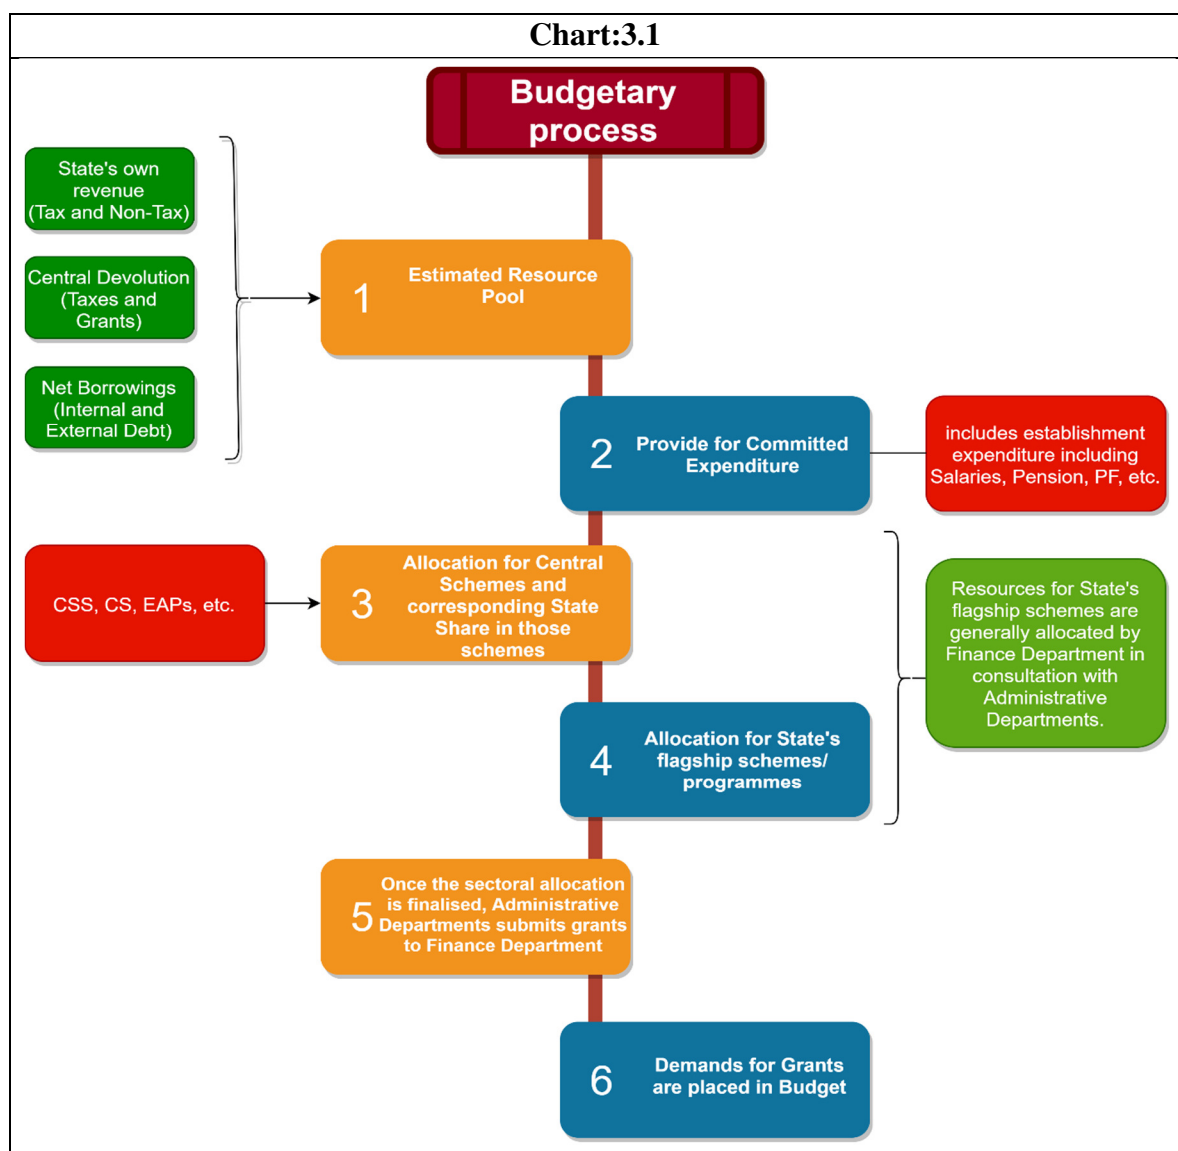 Chart:3.1
Budgetary
process
State's own
revenue
(Tax and Non-Tax)
Central Devolution
(Taxes and
Grants)
Net Borrowings
(Internal and
External Debt)
1
Estimated Resource
Pool
2
Provide for Committed
Expenditure
includes establishment
expenditure including
Salaries, Pension, PF, etc.
CSS, CS, EAPs, etc.
3
Allocation for Central
Schemes and
corresponding State
Share in those
schemes
4
Allocation for State's
flagship schemes/
programmes
Resources for State's
flagship schemes are
generally allocated by
Finance Department in
consultation with
Administrative
Departments.
5
Once the sectoral allocation
is finalised, Administrative
Departments submits grants
to Finance Department
6
Demands for Grants
are placed in Budget